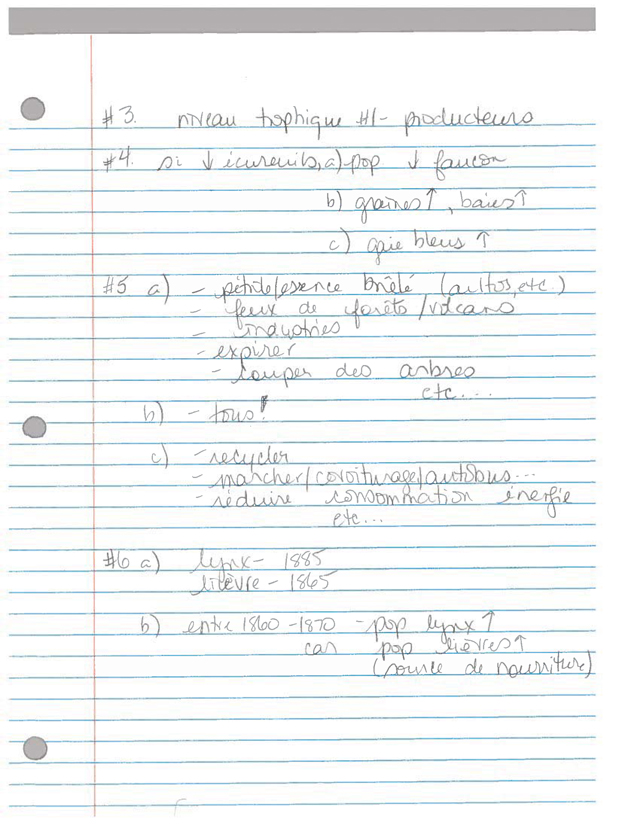 #3. niveau trophique #1- producteurs
#4. si ↓ écureuils, a) pop ↓ faucon
b) graines↑, baies↑
c) gaie bleus ↑
#5 a) - pétrole/essence brûlé (autos, etc.)
- feux de forêts/volcano
- industries
- expirer
- couper des arbres
etc....
b) - tous!
c) - recycler
- marcher/covoiturage/autobus...
- réduire consommation énergie
etc...
#6 a) lynx - 1885
lièvre - 1865
b) entre 1860-1870 - pop lynx↑
car pop lièvres↑
(source de nourriture)